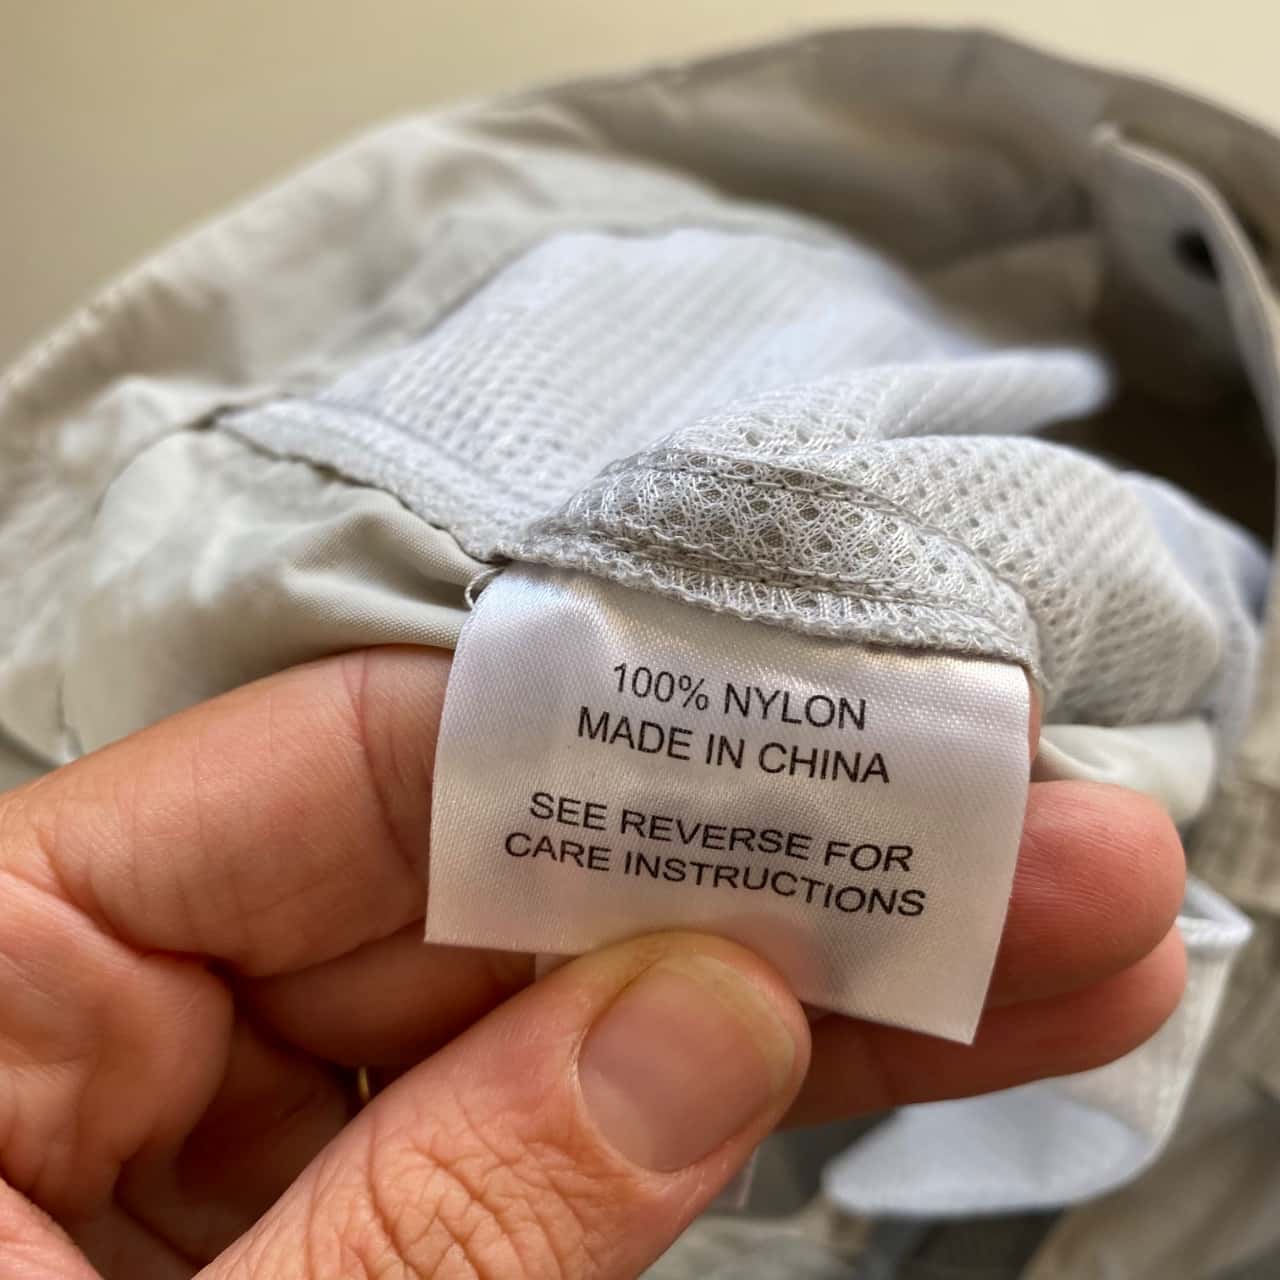 100% NYLON
MADE IN CHINA
SEE REVERSE FOR
CARE INSTRUCTIONS